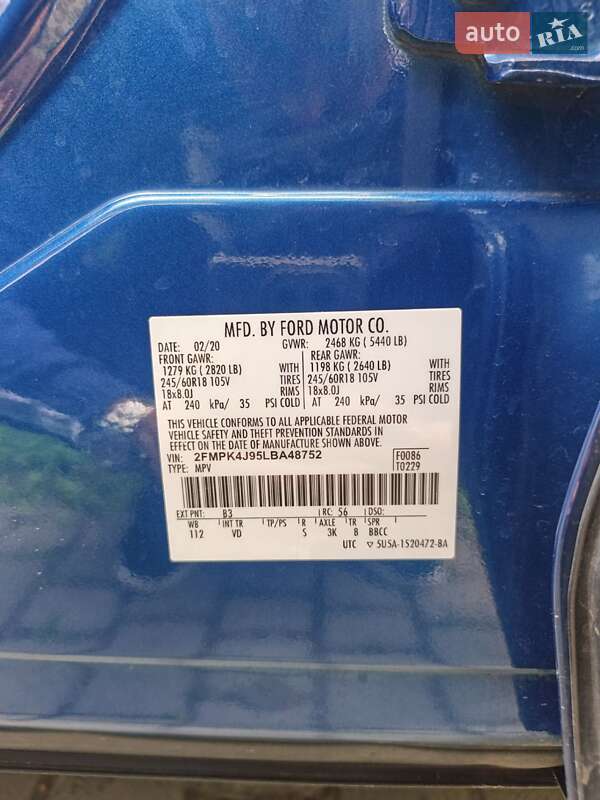 auto RIA .com
MFD. BY FORD MOTOR CO.
DATE: 02/20 GVWR: 2468 KG ( 5440 LB)
FRONT GAWR: REAR GAWR:
1279 KG ( 2820 LB) WITH 1198 KG ( 2640 LB) WITH
245/60R18 105V TIRES 245/60R18 105V TIRES
18x8.0J RIMS 18x8.0J RIMS
AT 240 kPa/ 35 PSI COLD AT 240 kPa/ 35 PSI COLD
THIS VEHICLE CONFORMS TO ALL APPLICABLE FEDERAL MOTOR
VEHICLE SAFETY AND THEFT PREVENTION STANDARDS IN
EFFECT ON THE DATE OF MANUFACTURE SHOWN ABOVE.
VIN: 2FMPK4J95LBA48752 F0086
TYPE: MPV T0229
EXT PNT: B3 RC: 56 DSO:
WB INT TR TP/PS R AXLE TR SPR
112 VD S 3K B BBCC
UTC ▽ 5U5A-1520472-BA